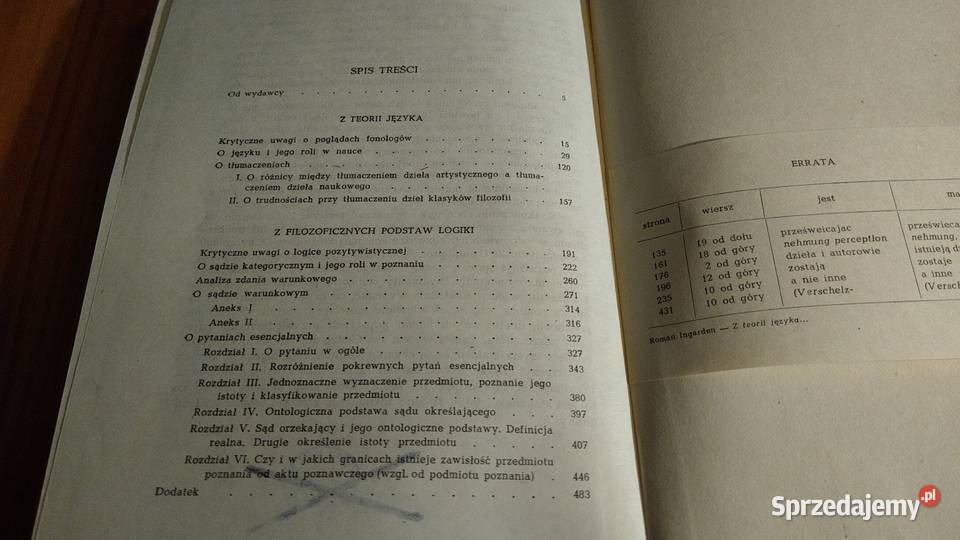 SPIS TREŚCI
Od wydawcy . . . . . . . . . . . . . . . . 5
Z TEORII JĘZYKA
Krytyczne uwagi o poglądach fonologów . . . . . . . 15
O języku i jego roli w nauce . . . . . . . . . . . 29
O tłumaczeniach . . . . . . . . . . . . . 120
I. O różnicy między tłumaczeniem dzieła artystycznego a tłuma-
czeniem dzieła naukowego . . . . . . . . .
II. O trudnościach przy tłumaczeniu dzieł klasyków filozofii . . 157
Z FILOZOFICZNYCH PODSTAW LOGIKI
Krytyczne uwagi o logice pozytywistycznej . . . . . . . 191
O sądzie kategorycznym i jego roli w poznaniu . . . . . . 222
Analiza zdania warunkowego . . . . . . . . . . 260
O sądzie warunkowym . . . . . . . . . . . . 271
Aneks I . . . . . . . . . . . . . . . 314
Aneks II . . . . . . . . . . . . . . . 316
O pytaniach esencjalnych . . . . . . . . . . . . 327
Rozdział I. O pytaniu w ogóle . . . . . . . . . 327
Rozdział II. Rozróżnienie pokrewnych pytań esencjalnych . . . 343
Rozdział III. Jednoznaczne wyznaczenie przedmiotu, poznanie jego
istoty i klasyfikowanie przedmiotu . . . . . . . . 380
Rozdział IV. Ontologiczna podstawa sądu określającego . . . 397
Rozdział V. Sąd orzekający i jego ontologiczne podstawy. Definicja
realna. Drugie określenie istoty przedmiotu . . . . . 407
Rozdział VI. Czy i w jakich granicach istnieje zawisłość przedmiotu
poznania od aktu poznawczego (wzgl. od podmiotu poznania) . 446
Dodatek . . . . . . . . . . . . . . . . 483
ERRATA
strona wiersz jest ma
135 19 od dołu prześweicajac prześwieca
161 18 od góry nehmung perception nehmung,
176 2 od góry dzieła i autorowie istnieją d
196 12 od góry zostają zostaje
235 10 od góry a nie inne a inne
431 10 od góry (Verschelz- (Versch
Roman Ingarden — Z teorii języka...
Sprzedajemy.pl